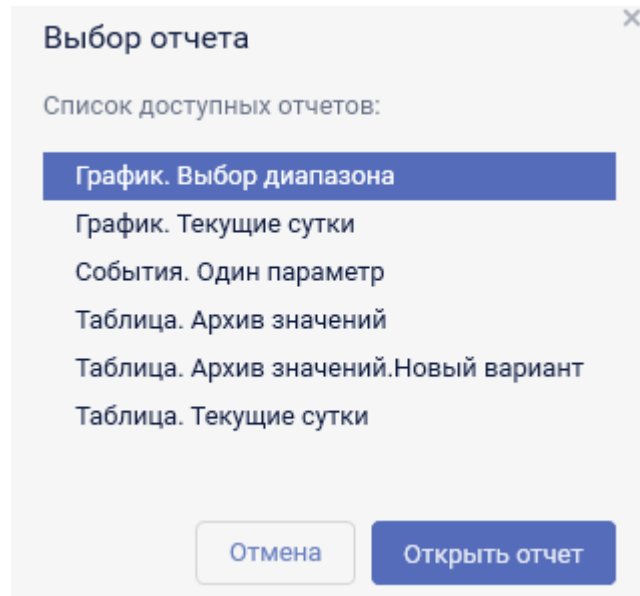 Выбор отчета
Список доступных отчетов:
График. Выбор диапазона
График. Текущие сутки
События. Один параметр
Таблица. Архив значений
Таблица. Архив значений.Новый вариант
Таблица. Текущие сутки
Отмена
Открыть отчет